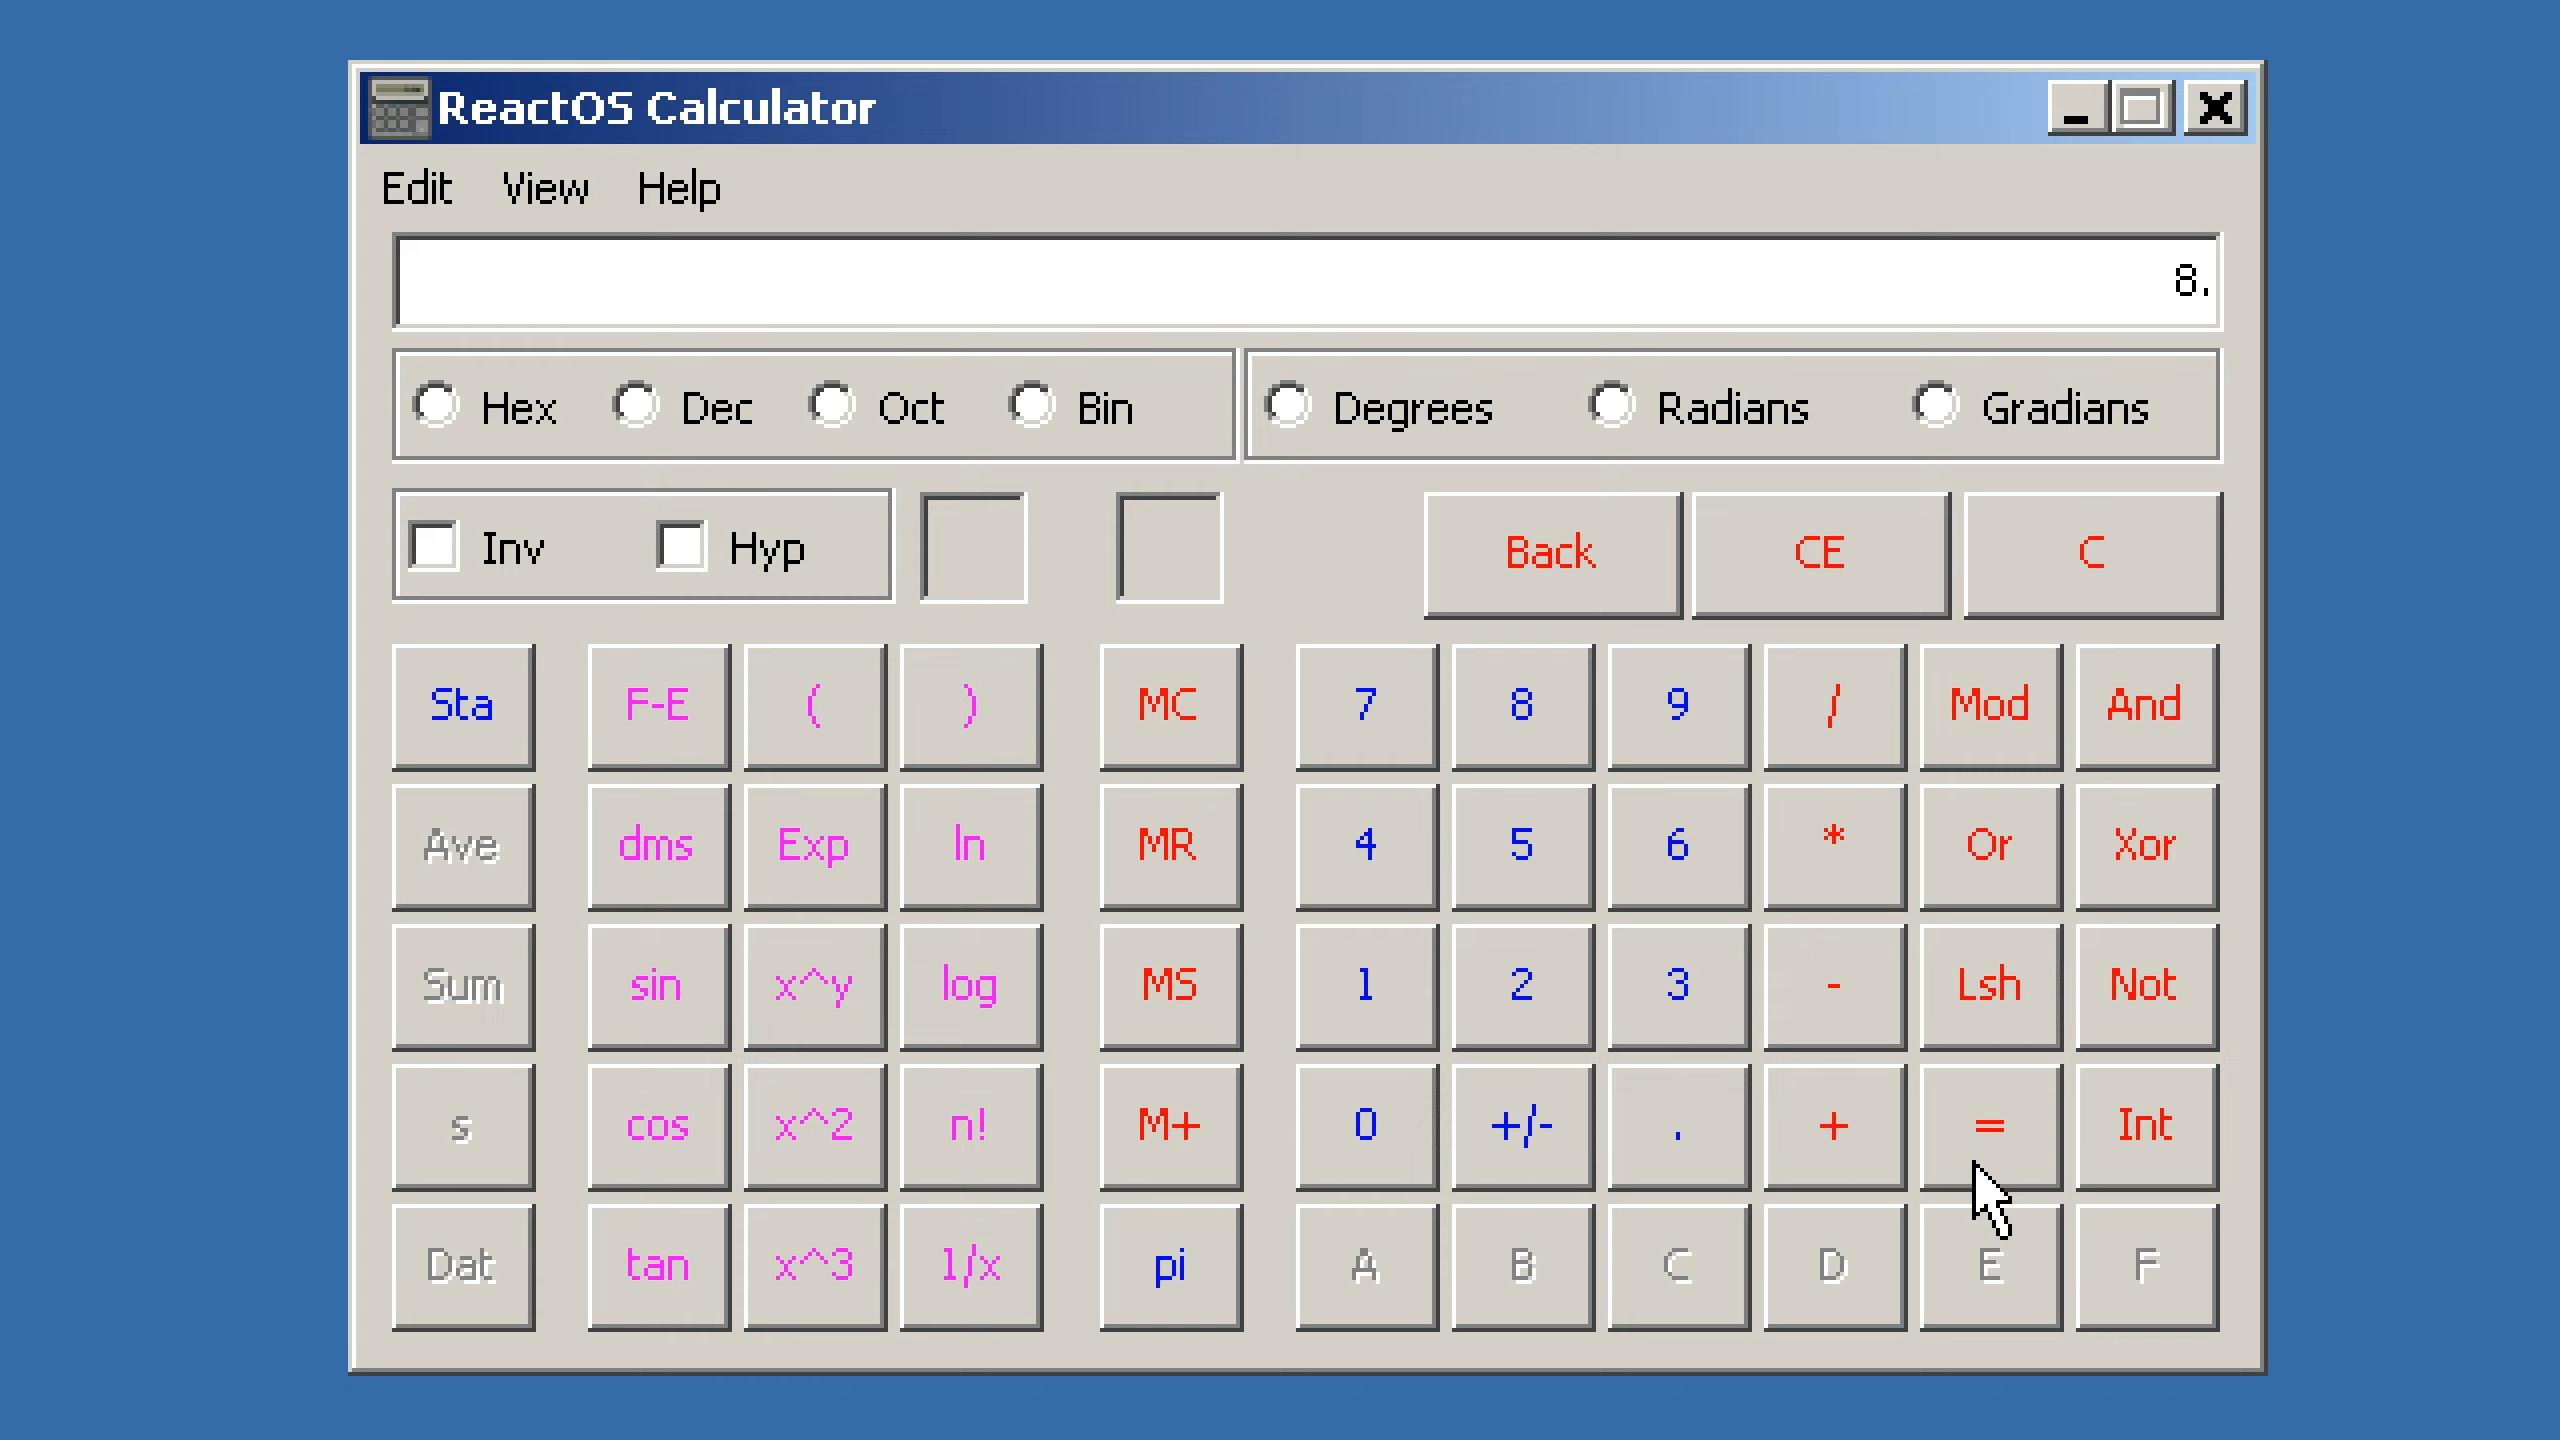 ReactOS Calculator
Edit View Help
8.
Hex Dec Oct Bin Degrees Radians Gradians
Inv Hyp Back CE C
Sta F-E ( ) MC 7 8 9 / Mod And
Ave dms Exp ln MR 4 5 6 * Or Xor
Sum sin x^y log MS 1 2 3 - Lsh Not
s cos x^2 n! M+ 0 +/- . + = Int
Dat tan x^3 1/x pi A B C D E F